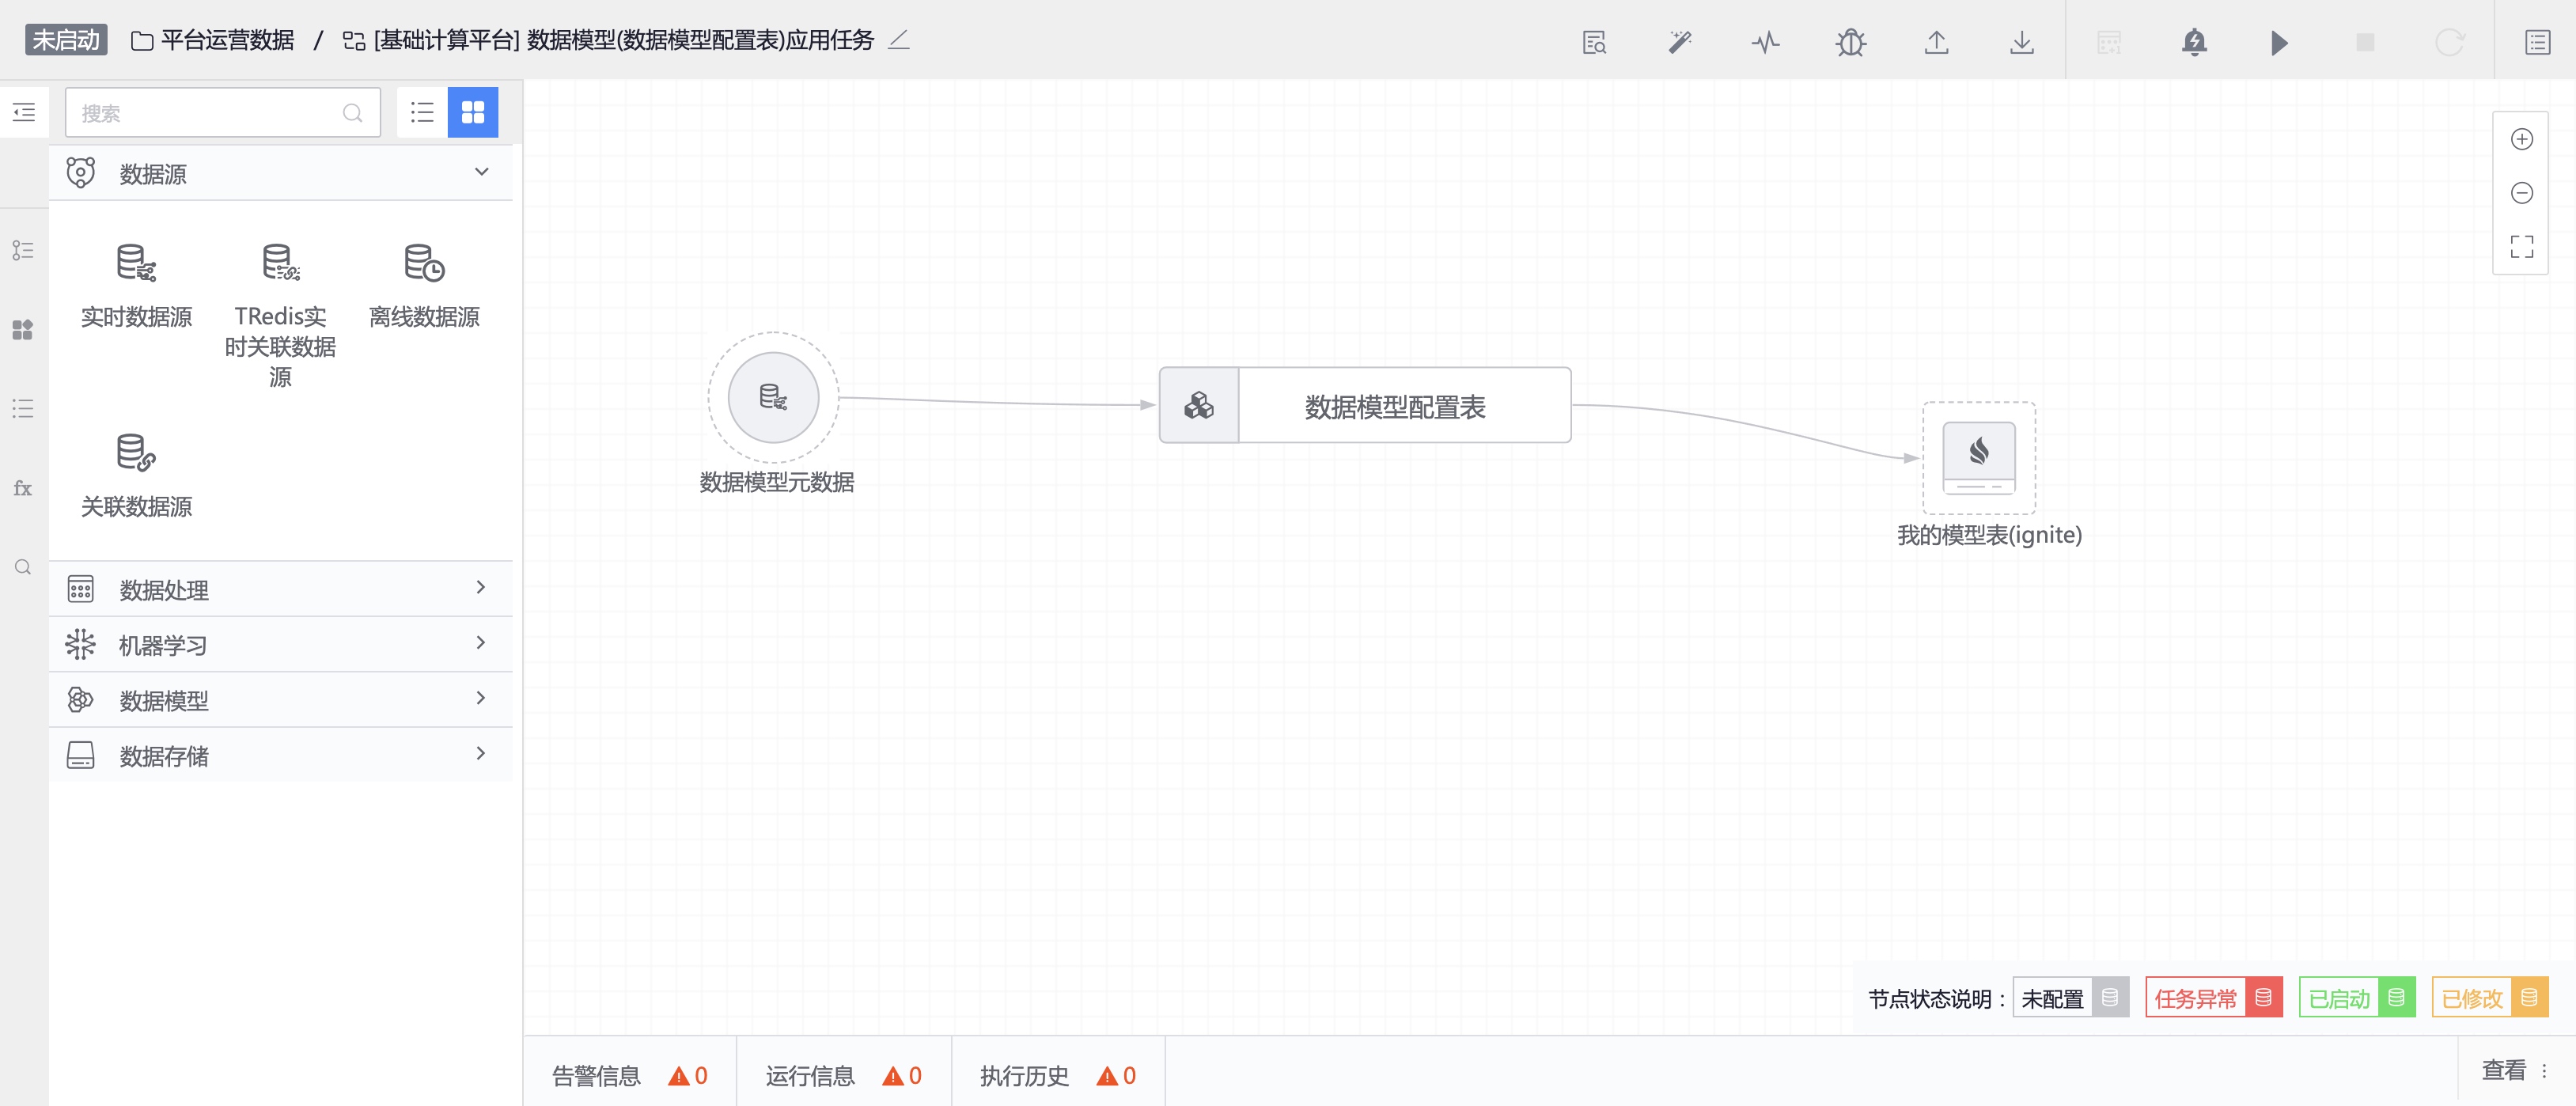 未启动
平台运营数据 / [基础计算平台] 数据模型(数据模型配置表)应用任务
搜索
数据源
实时数据源
TRedis实
时关联数据
源
离线数据源
关联数据源
fx
数据处理
机器学习
数据模型
数据存储
数据模型元数据
数据模型配置表
我的模型表(ignite)
节点状态说明：
未配置
任务异常
已启动
已修改
告警信息 0
运行信息 0
执行历史 0
查看